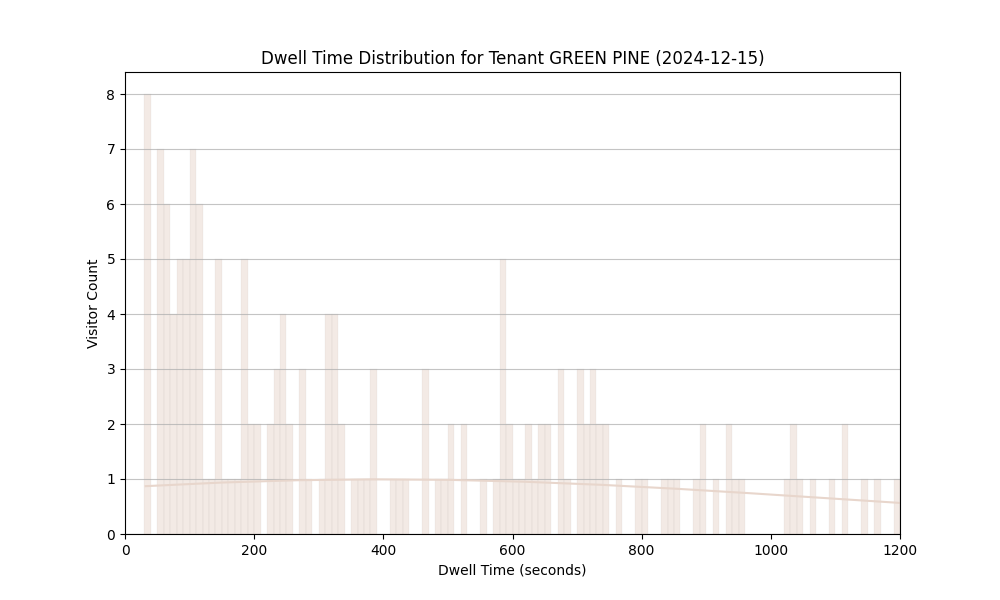 Dwell Time Distribution for Tenant GREEN PINE (2024-12-15)
8
7
6
5
4
3
2
1
0
Visitor Count
0 200 400 600 800 1000 1200
Dwell Time (seconds)